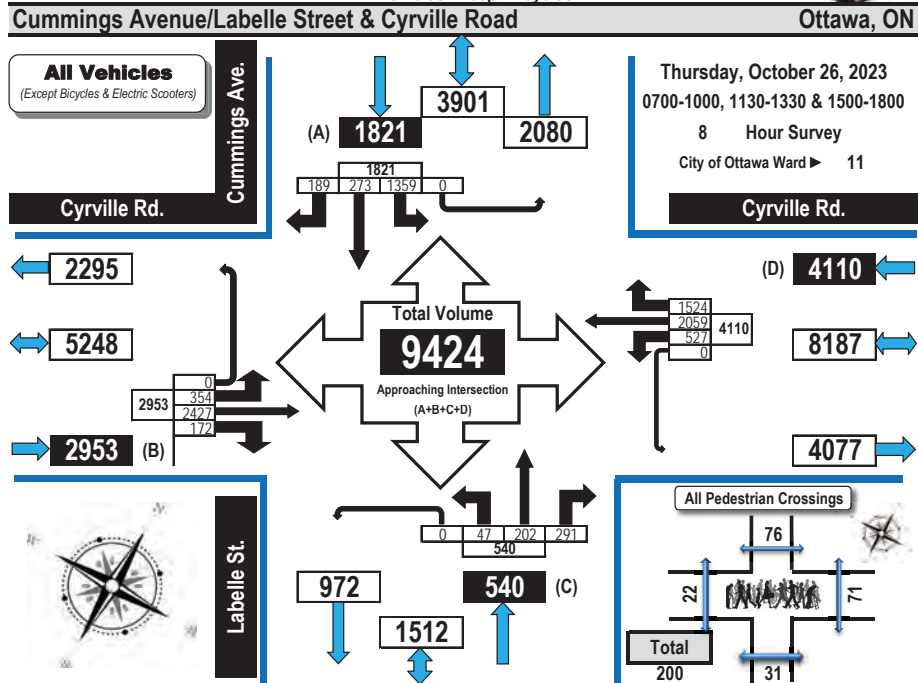 Cummings Avenue/Labelle Street & Cyrville Road Ottawa, ON
All Vehicles
(Except Bicycles & Electric Scooters)
Cummings Ave.
Cyrville Rd.
3901
(A) 1821 2080
1821
189 273 1359 0
Thursday, October 26, 2023
0700-1000, 1130-1330 & 1500-1800
8 Hour Survey
City of Ottawa Ward ► 11
Cyrville Rd.
2295
5248
0
354
2427
172
2953
2953 (B)
Total Volume
9424
Approaching Intersection
(A+B+C+D)
1524
2059
527
0
4110
(D) 4110
8187
4077
Labelle St.
0 47 202 291
540
972 540 (C)
1512
All Pedestrian Crossings
76
22
71
31
Total
200